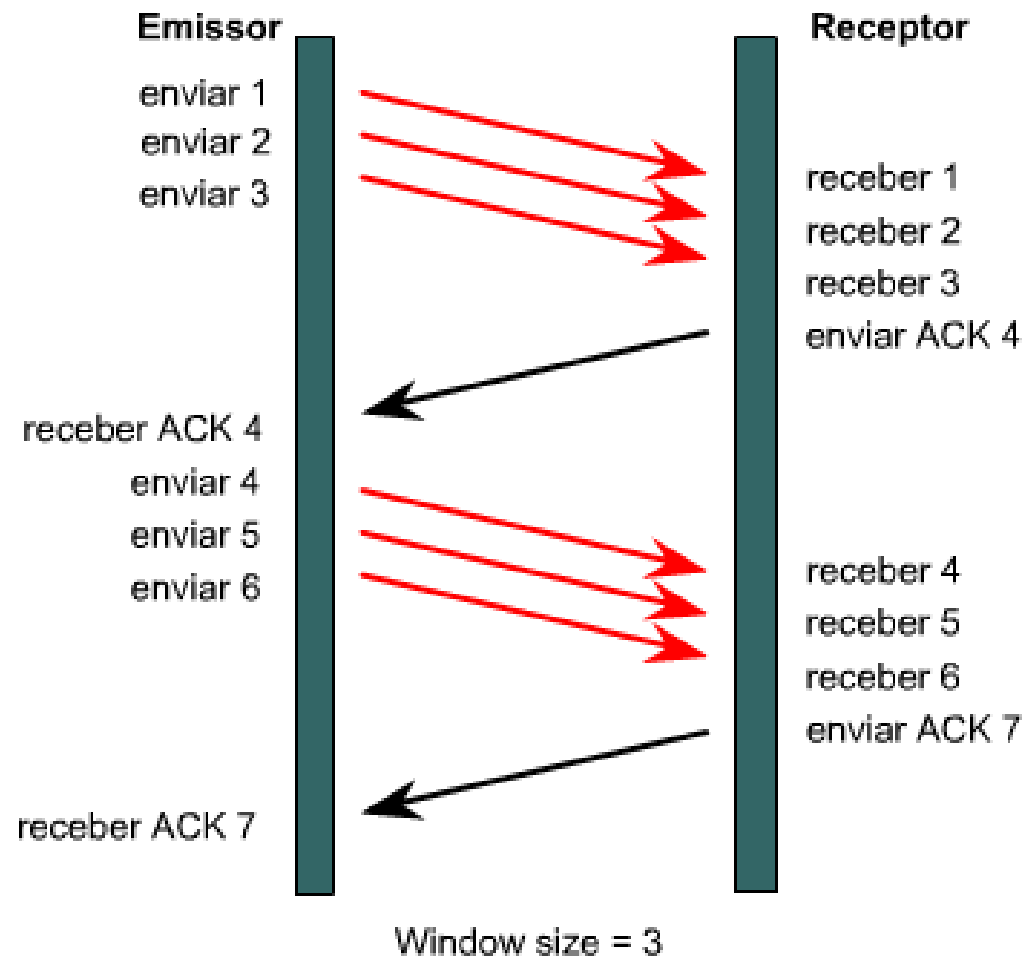 Emissor
Receptor
enviar 1
enviar 2
enviar 3
receber 1
receber 2
receber 3
enviar ACK 4
receber ACK 4
enviar 4
enviar 5
enviar 6
receber 4
receber 5
receber 6
enviar ACK 7
receber ACK 7
Window size = 3